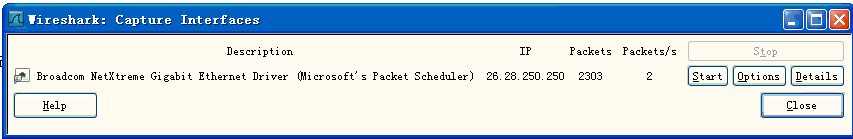 Wireshark: Capture Interfaces
Description IP Packets Packets/s Stop
Broadcom NetXtreme Gigabit Ethernet Driver (Microsoft's Packet Scheduler) 26.28.250.250 2303 2 Start Options Details
Help Close